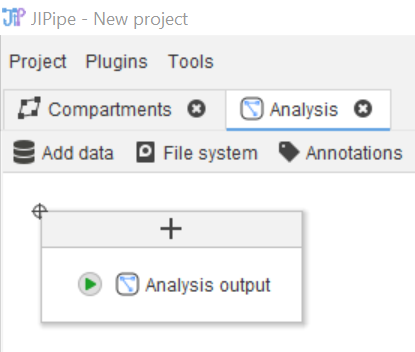 JIPipe - New project
Project Plugins Tools
Compartments Analysis
Add data File system Annotations
Analysis output